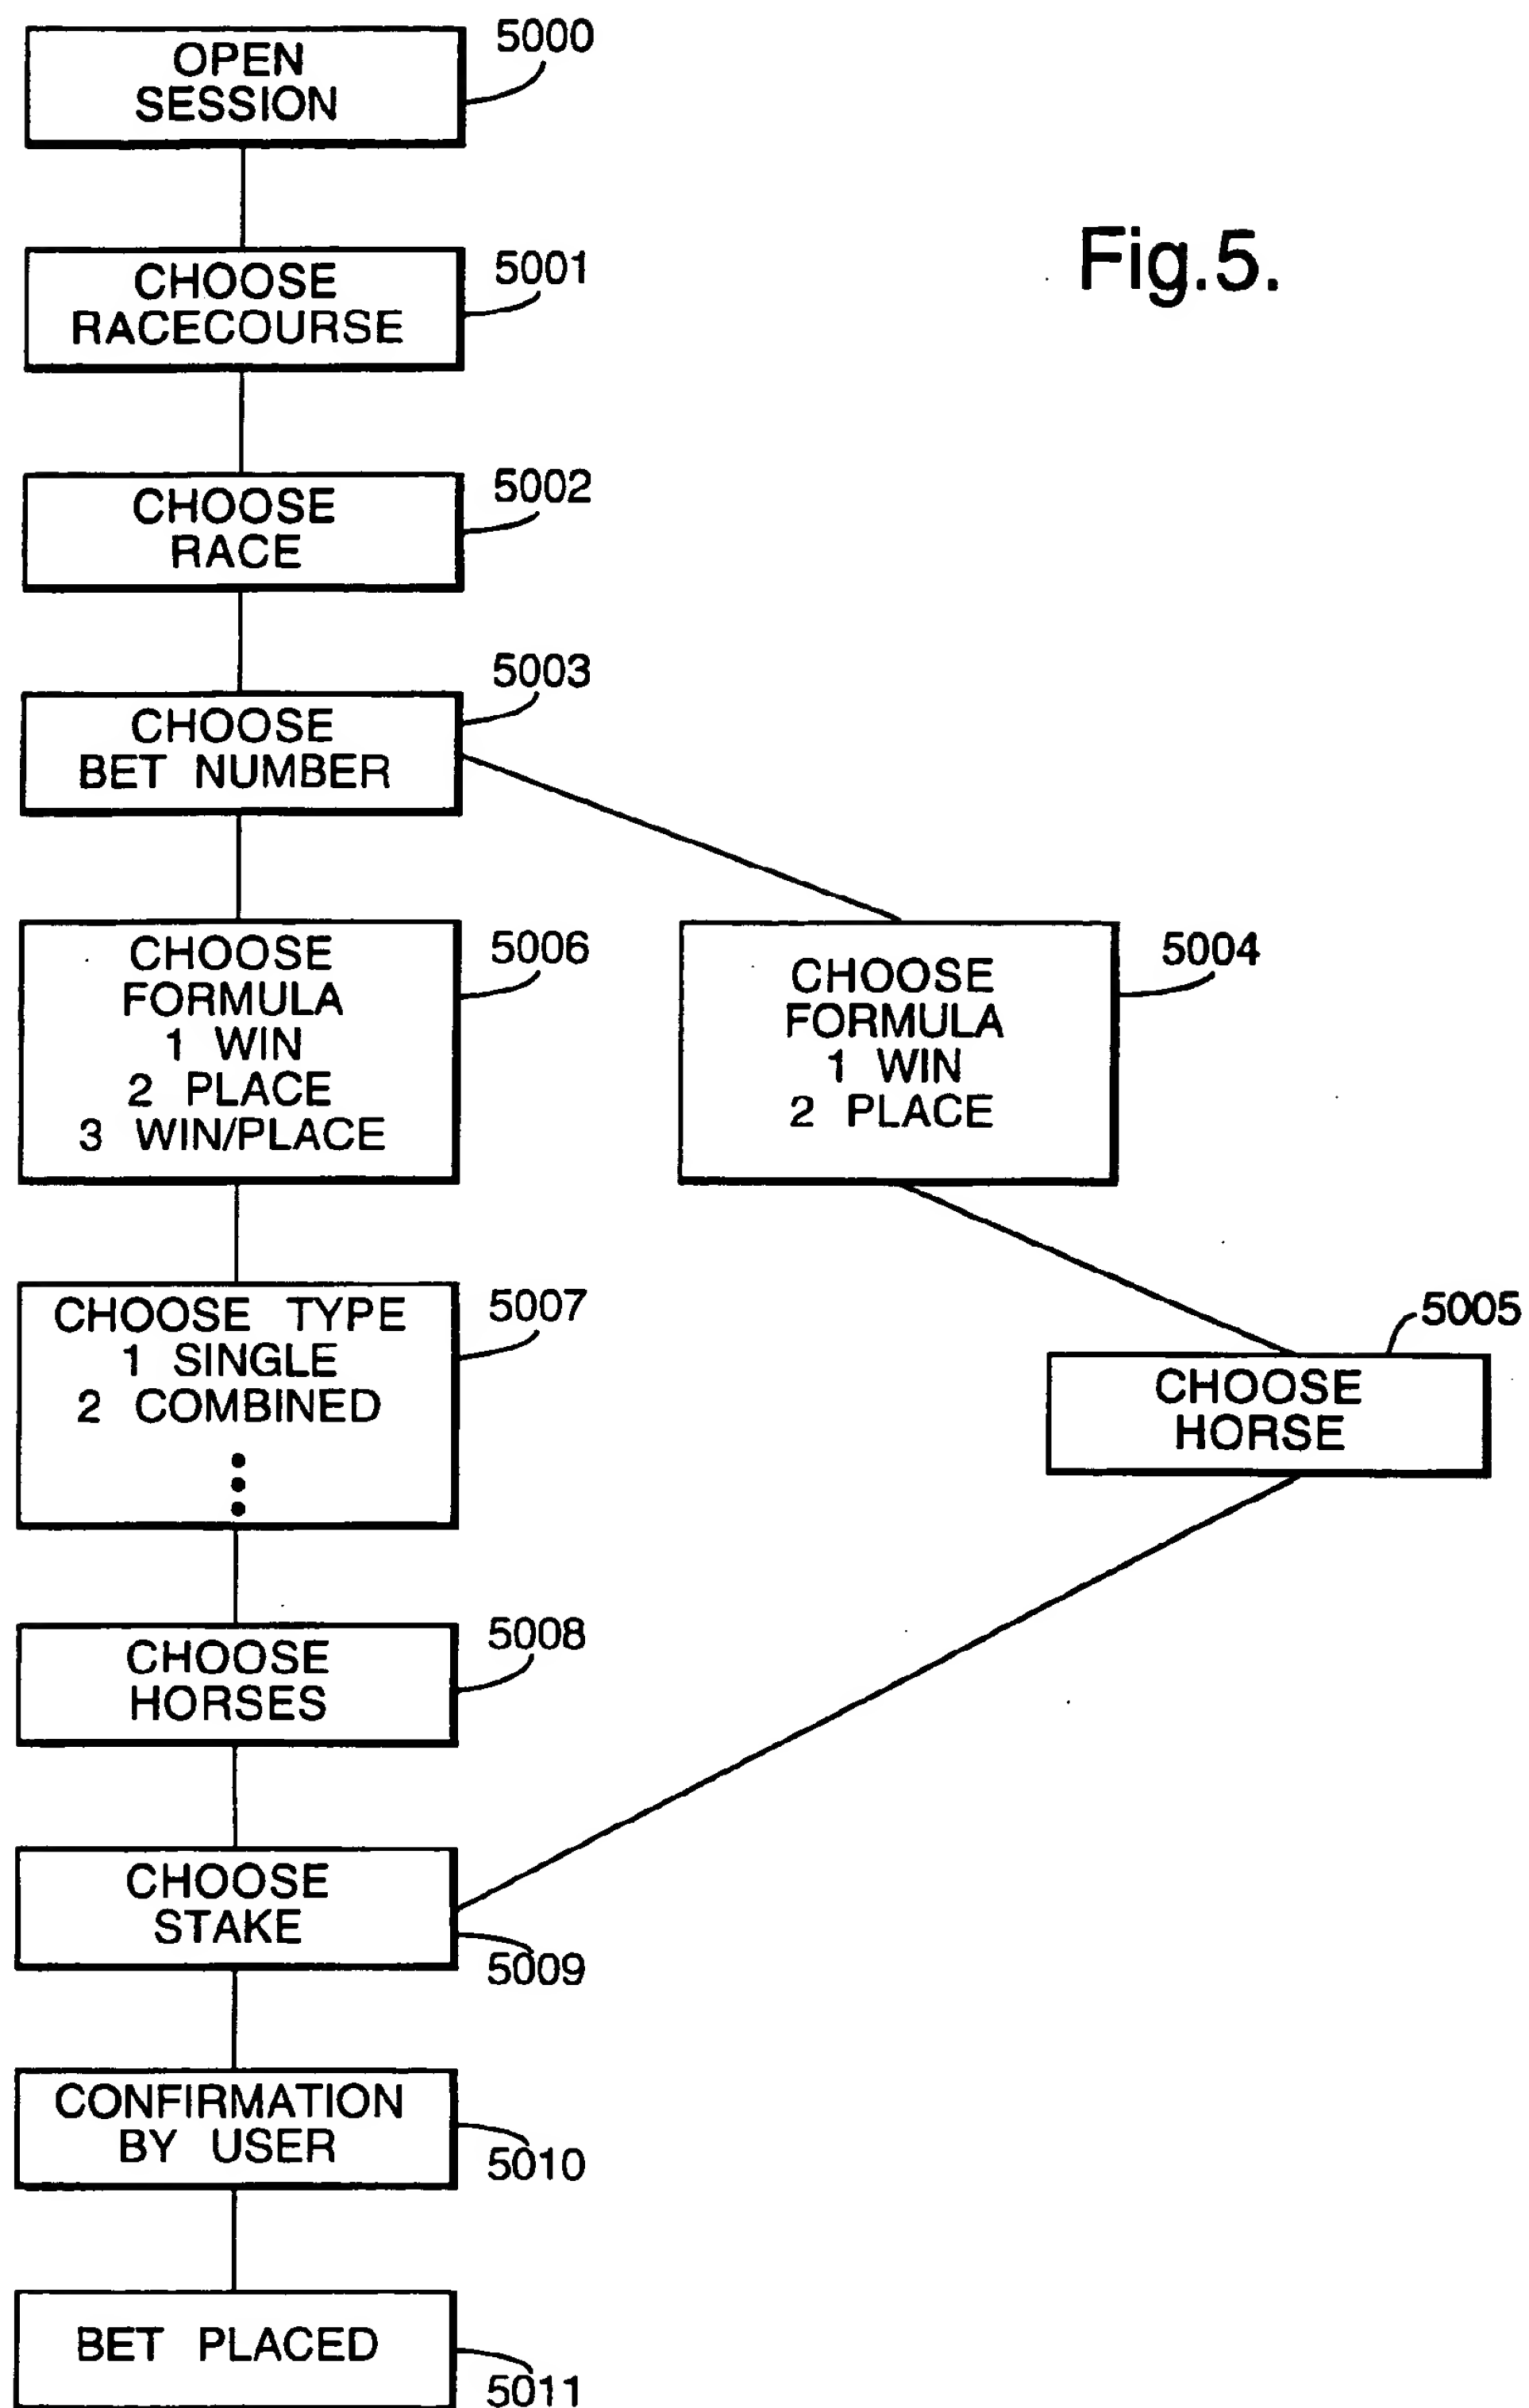 OPEN
SESSION
5000
Fig.5.
CHOOSE
RACECOURSE
5001
CHOOSE
RACE
5002
CHOOSE
BET NUMBER
5003
CHOOSE
FORMULA
1 WIN
2 PLACE
3 WIN/PLACE
5006
CHOOSE
FORMULA
1 WIN
2 PLACE
5004
CHOOSE TYPE
1 SINGLE
2 COMBINED
5007
CHOOSE
HORSE
5005
CHOOSE
HORSES
5008
CHOOSE
STAKE
5009
CONFIRMATION
BY USER
5010
BET PLACED
5011